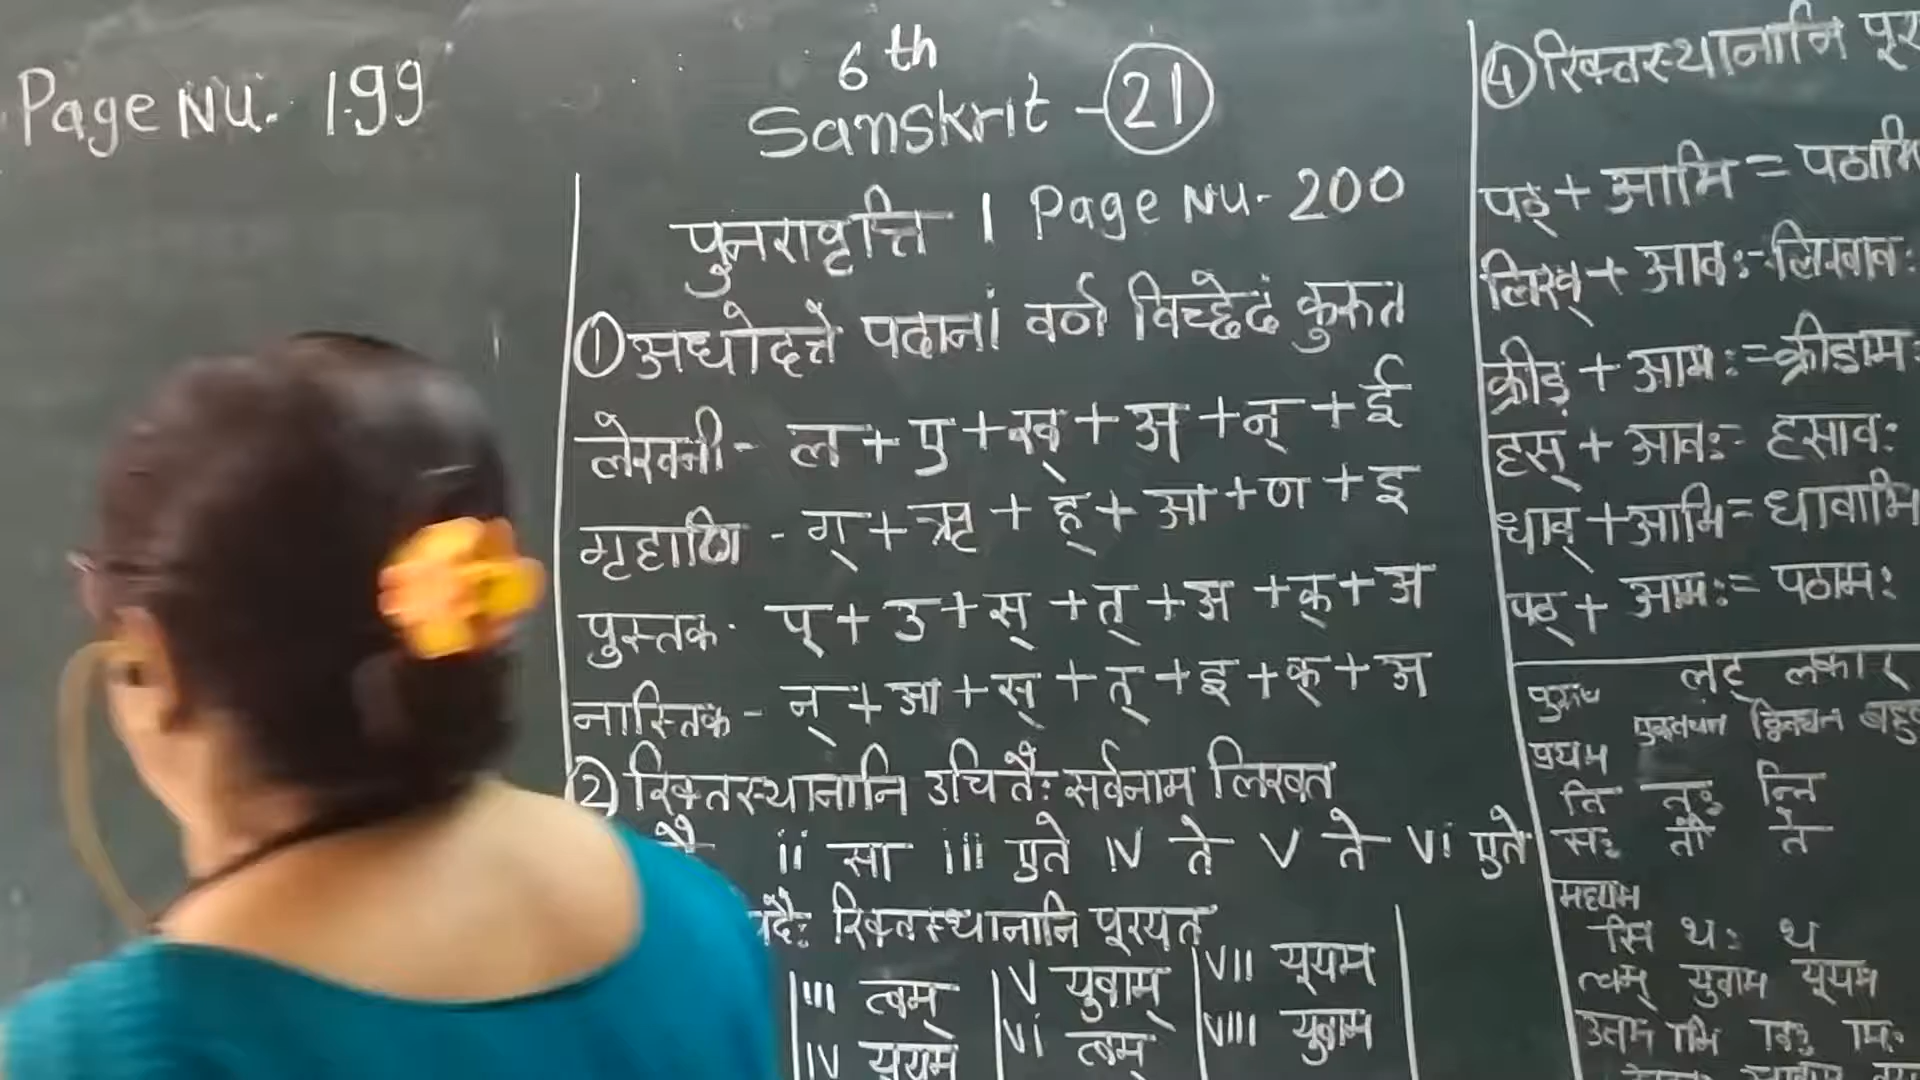 Page NU. 199
6th
Sanskrit - 21
पुनरावृत्ति । Page NU- 200
① अधोदत्तै पदानां वर्ण विच्छेदं कुरुत
लेखनी - ल + ए + ख् + अ + न् + ई
गृहाणि - ग् + ऋ + ह् + आ + ण + इ
पुस्तक - प् + उ + स् + त् + अ + क् + अ
नास्तिक - न् + आ + स् + त् + इ + क् + अ
② रिक्तस्थानानि उचितैः सर्वनाम लिखत
ii सा iii एते iv ते v ते vi एते
रिक्तस्थानानि पूरयत
III त्वम् V युवाम् VII यूयम
IV यूयम VI त्वम् VIII युवाम
④ रिक्तस्थानानि पूर
पठ् + आमि = पठामि
लिख् + आवः - लिखावः
क्रीड़ + आमः = क्रीडामः
हस् + आवः = हसावः
धाव् + आमि = धावामि
पठ् + आमः = पठामः
लट् लकार
पुरुष एकवचन द्विवचन बहु
प्रथम
ति तः न्ति
सः तौ ते
मध्यम
सि थः थ
त्वम् युवाम यूयम
उत्तम मि वः मः